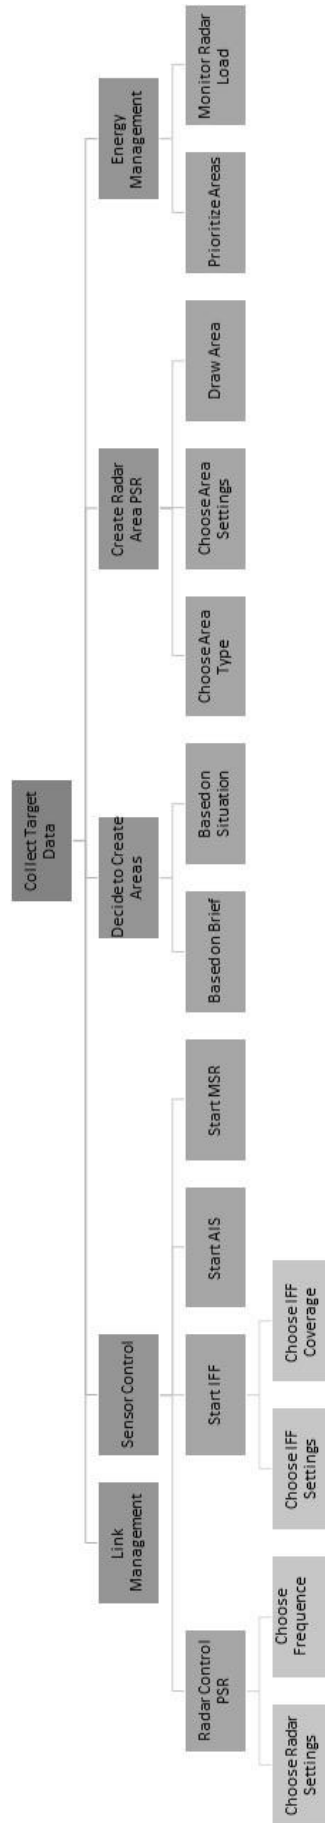 Collect Target
Data
Link
Management
Sensor Control
Decide to Create
Areas
Create Radar
Area PSR
Energy
Management
Radar Control
PSR
Start IFF
Start AIS
Start MSR
Based on Brief
Based on
Situation
Choose Area
Type
Choose Area
Settings
Draw Area
Prioritize Areas
Monitor Radar
Load
Choose Radar
Settings
Choose
Frequence
Choose IFF
Settings
Choose IFF
Coverage